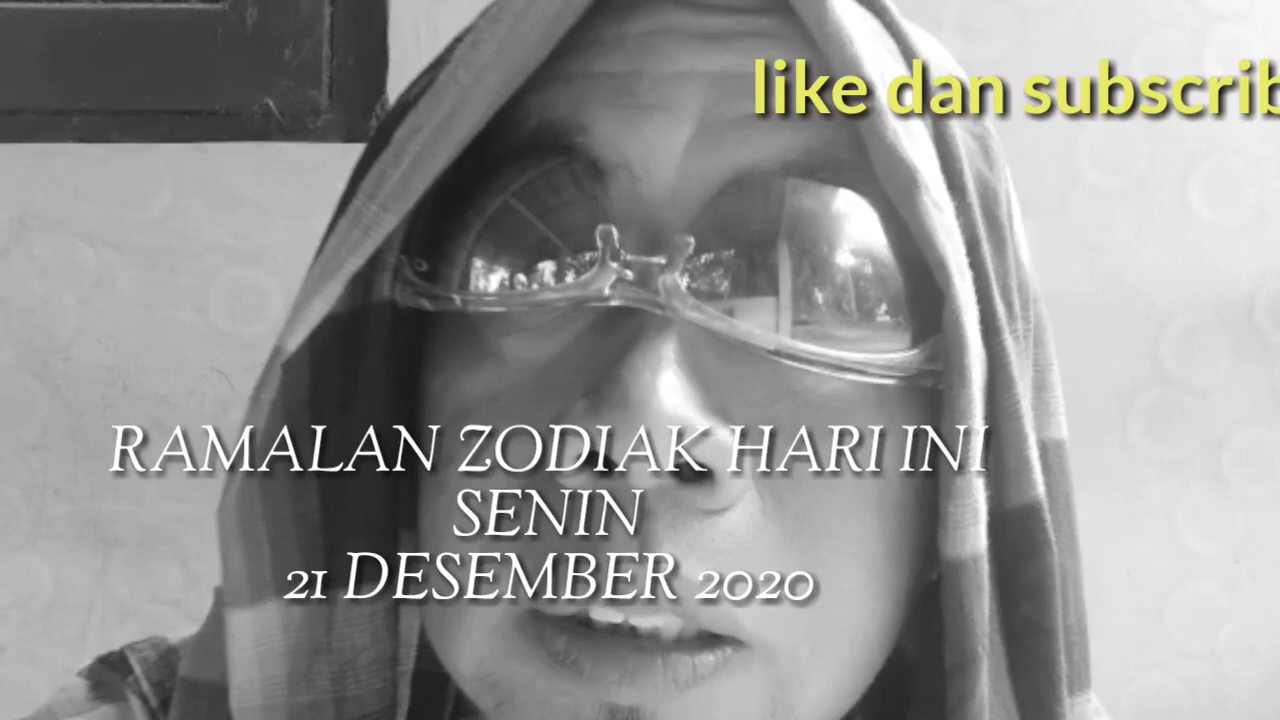 like dan subscrib
RAMALAN ZODIAK HARI INI
SENIN
21 DESEMBER 2020